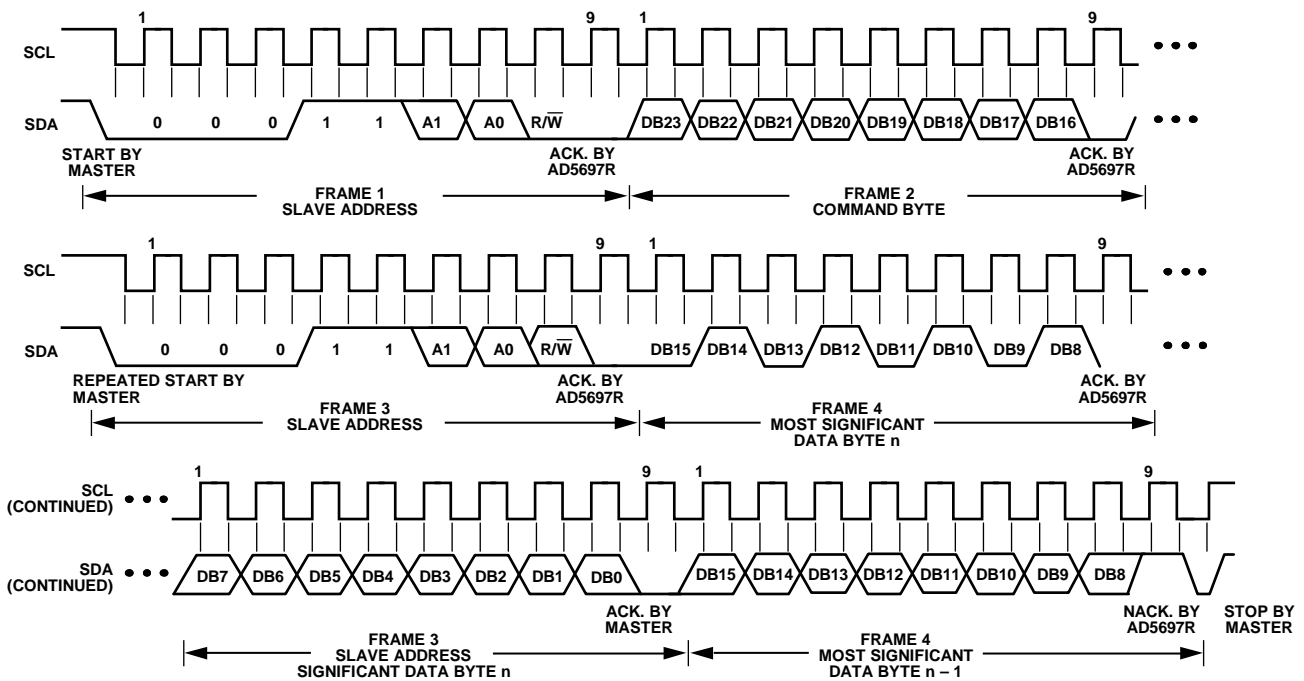 1 9 1 9
SCL
SDA 0 0 0 1 1 A1 A0 R/W̅ DB23 DB22 DB21 DB20 DB19 DB18 DB17 DB16
START BY
MASTER
ACK. BY
AD5697R
ACK. BY
AD5697R
FRAME 1
SLAVE ADDRESS
FRAME 2
COMMAND BYTE
1 9 1 9
SCL
SDA 0 0 0 1 1 A1 A0 R/W̅ DB15 DB14 DB13 DB12 DB11 DB10 DB9 DB8
REPEATED START BY
MASTER
ACK. BY
AD5697R
ACK. BY
AD5697R
FRAME 3
SLAVE ADDRESS
FRAME 4
MOST SIGNIFICANT
DATA BYTE n
1 9 1 9
SCL
(CONTINUED)
SDA
(CONTINUED)
DB7 DB6 DB5 DB4 DB3 DB2 DB1 DB0 DB15 DB14 DB13 DB12 DB11 DB10 DB9 DB8
ACK. BY
MASTER
NACK. BY
AD5697R
STOP BY
MASTER
FRAME 3
SLAVE ADDRESS
SIGNIFICANT DATA BYTE n
FRAME 4
MOST SIGNIFICANT
DATA BYTE n – 1